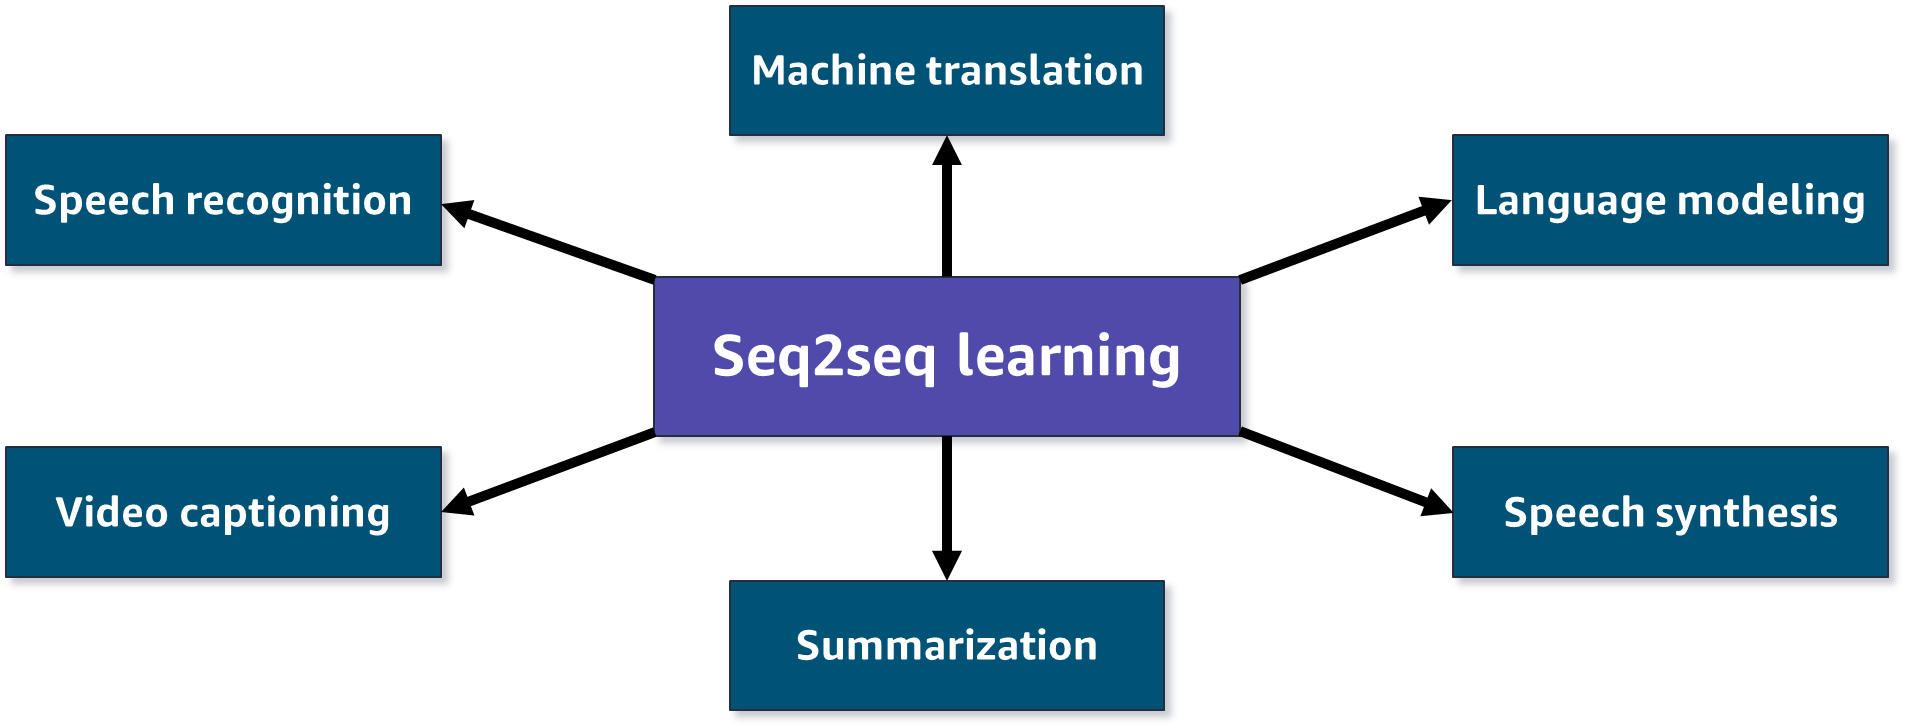 Machine translation
Speech recognition
Language modeling
Seq2seq learning
Video captioning
Speech synthesis
Summarization